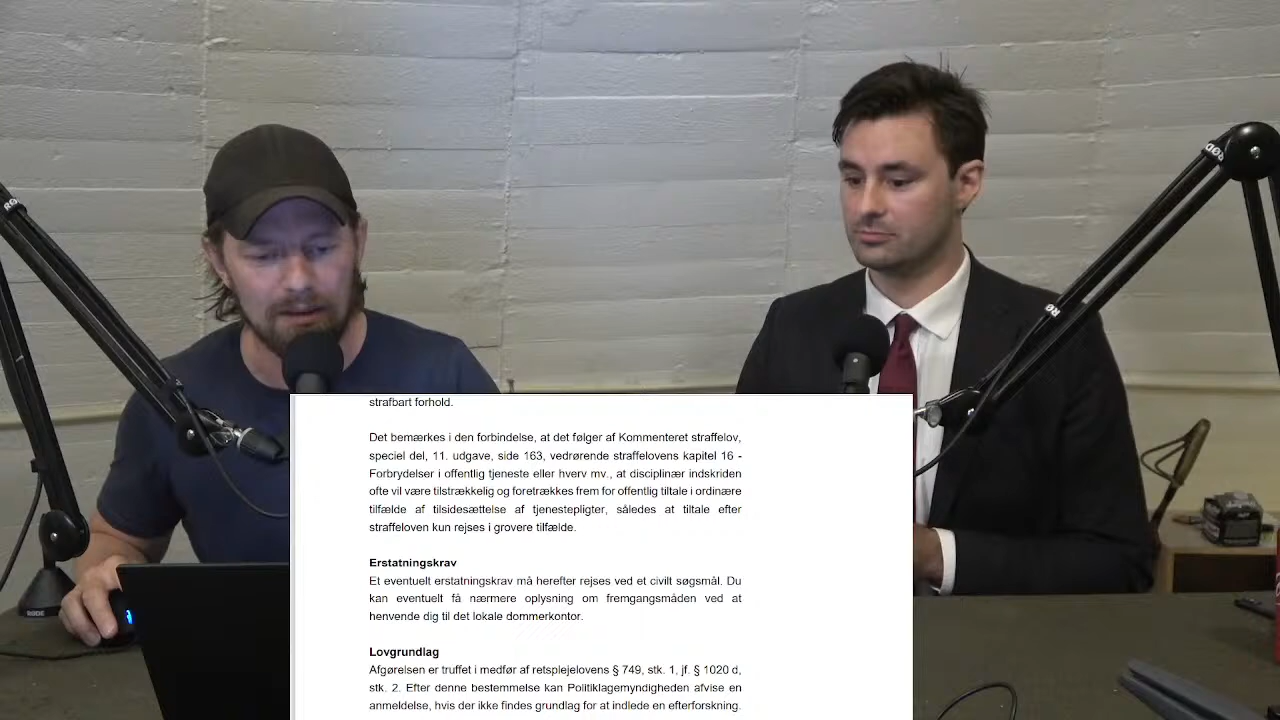 strafbart forhold.
Det bemærkes i den forbindelse, at det følger af Kommenteret straffelov,
speciel del, 11. udgave, side 163, vedrørende straffelovens kapitel 16 -
Forbrydelser i offentlig tjeneste eller hverv mv., at disciplinær indskriden
ofte vil være tilstrækkelig og foretrækkes frem for offentlig tiltale i ordinære
tilfælde af tilsidesættelse af tjenestepligter, således at tiltale efter
straffeloven kun rejses i grovere tilfælde.
Erstatningskrav
Et eventuelt erstatningskrav må herefter rejses ved et civilt søgsmål. Du
kan eventuelt få nærmere oplysning om fremgangsmåden ved at
henvende dig til det lokale dommerkontor.
Lovgrundlag
Afgørelsen er truffet i medfør af retsplejelovens § 749, stk. 1, jf. § 1020 d,
stk. 2. Efter denne bestemmelse kan Politiklagemyndigheden afvise en
anmeldelse, hvis der ikke findes grundlag for at indlede en efterforskning.
RØDE